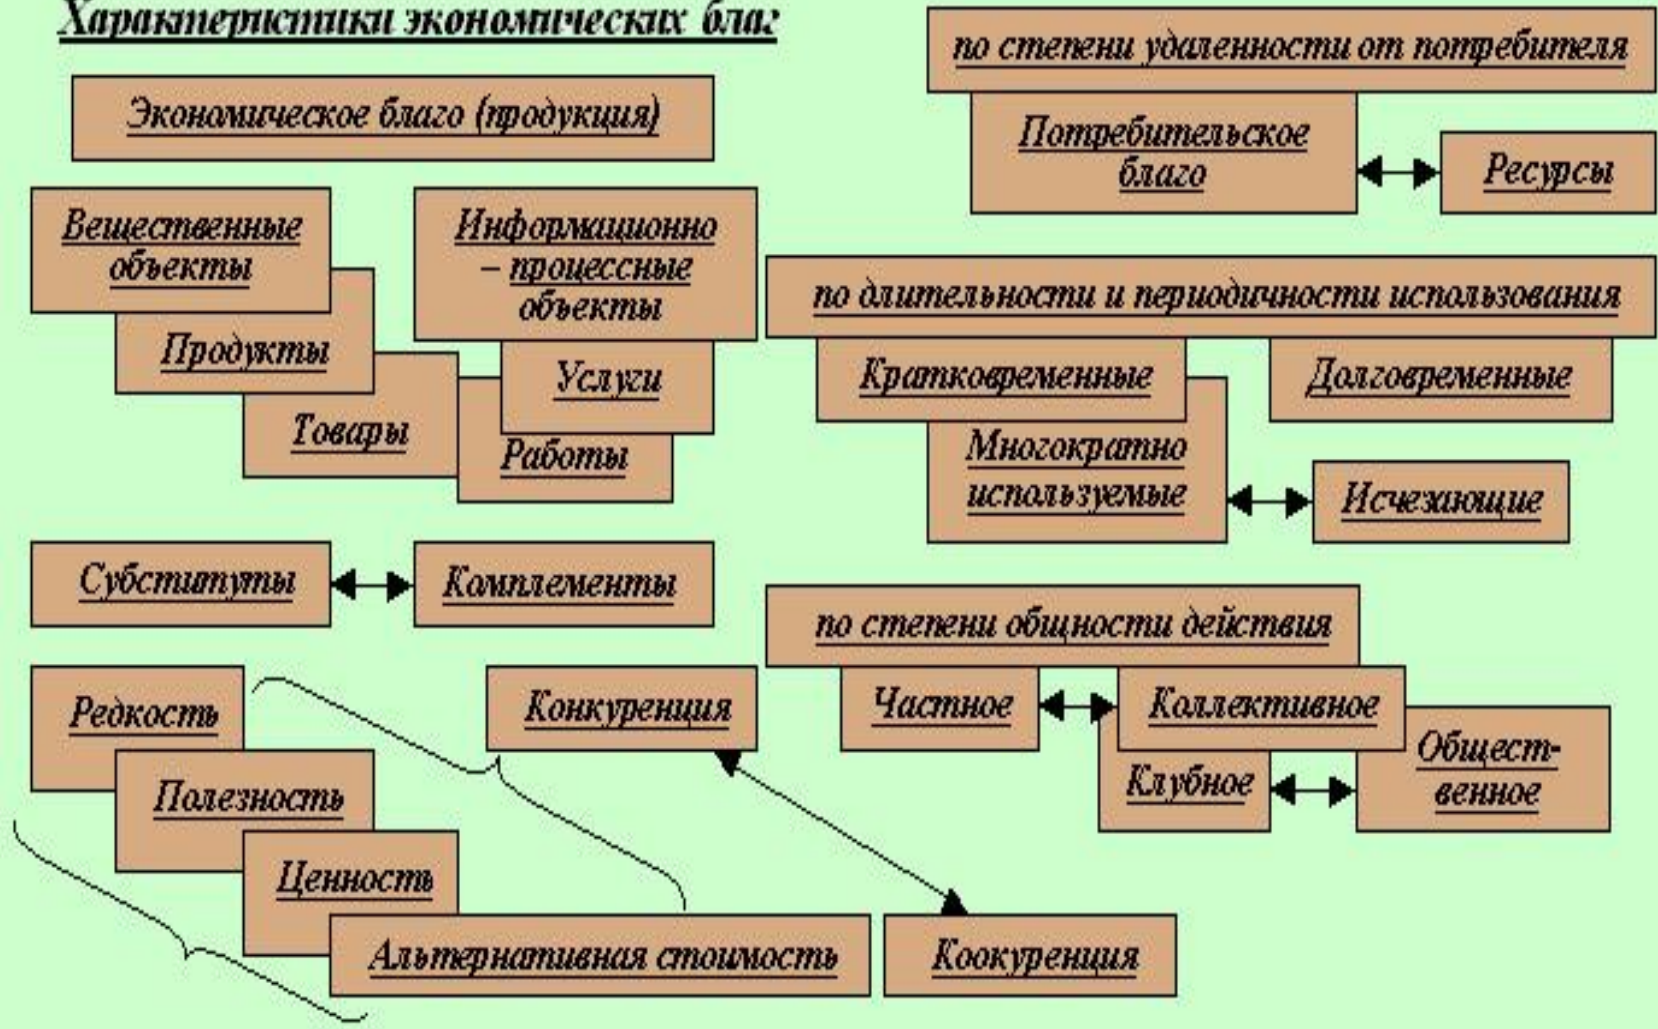 Характеристики экономических благ
Экономическое благо (продукция)
Вещественные
объекты
Продукты
Товары
Информационно
– процессные
объекты
Услуги
Работы
Субституты
Комплементы
Редкость
Полезность
Ценность
Альтернативная стоимость
Конкуренция
Коокуренция
по степени удаленности от потребителя
Потребительское
благо
Ресурсы
по длительности и периодичности использования
Кратковременные
Долговременные
Многократно
используемые
Исчезающие
по степени общности действия
Частное
Коллективное
Клубное
Общест-
венное